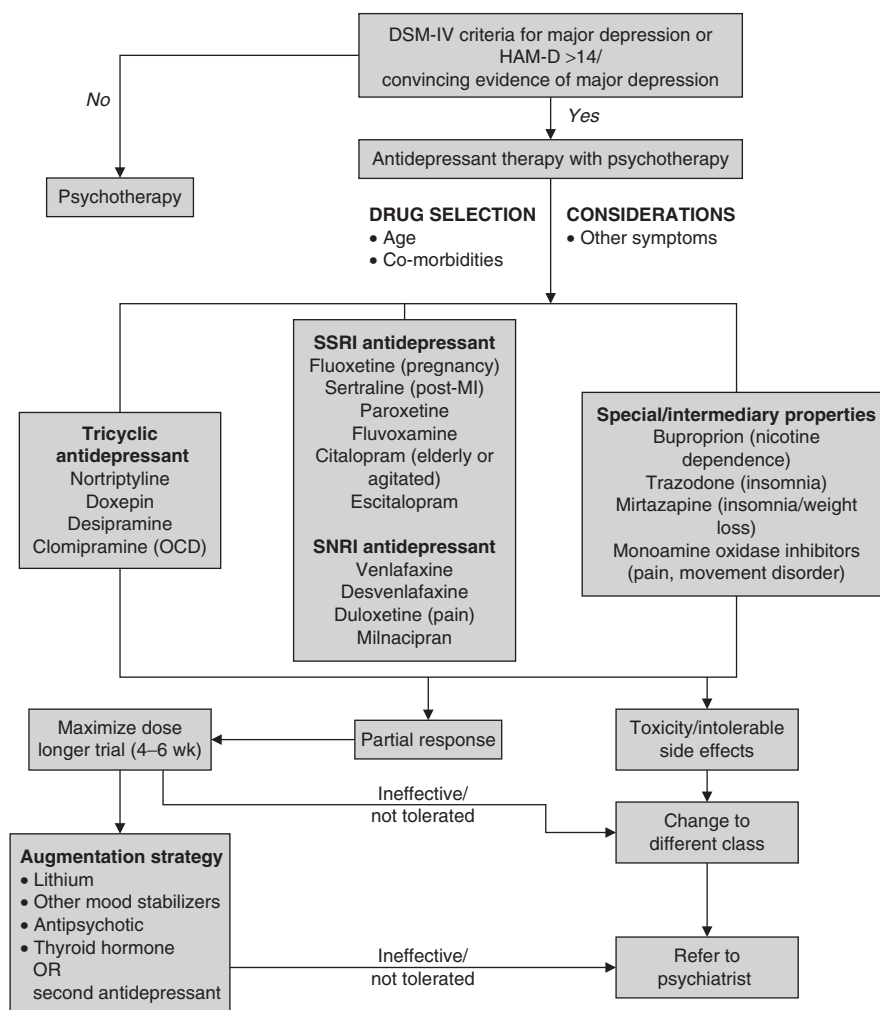 DSM-IV criteria for major depression or
HAM-D >14/
convincing evidence of major depression
No
Yes
Psychotherapy
Antidepressant therapy with psychotherapy
DRUG SELECTION
• Age
• Co-morbidities
CONSIDERATIONS
• Other symptoms
Tricyclic
antidepressant
Nortriptyline
Doxepin
Desipramine
Clomipramine (OCD)
SSRI antidepressant
Fluoxetine (pregnancy)
Sertraline (post-MI)
Paroxetine
Fluvoxamine
Citalopram (elderly or
agitated)
Escitalopram
SNRI antidepressant
Venlafaxine
Desvenlafaxine
Duloxetine (pain)
Milnacipran
Special/intermediary properties
Buproprion (nicotine
dependence)
Trazodone (insomnia)
Mirtazapine (insomnia/weight
loss)
Monoamine oxidase inhibitors
(pain, movement disorder)
Maximize dose
longer trial (4–6 wk)
Partial response
Toxicity/intolerable
side effects
Ineffective/
not tolerated
Change to
different class
Augmentation strategy
• Lithium
• Other mood stabilizers
• Antipsychotic
• Thyroid hormone
OR
second antidepressant
Ineffective/
not tolerated
Refer to
psychiatrist